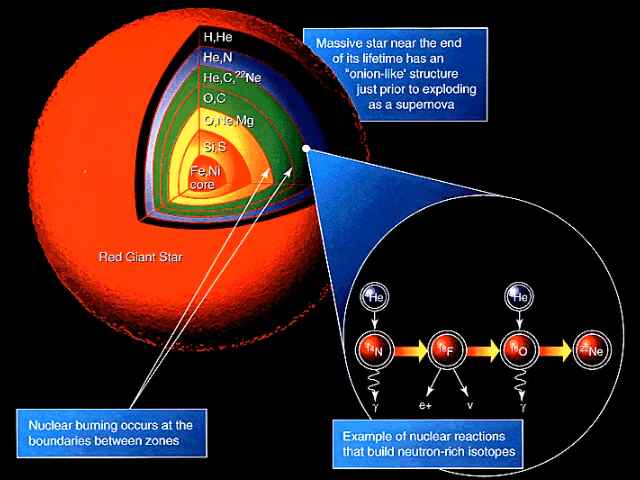 H,He
He,N
He,C,²²Ne
O,C
O,Ne,Mg
Si,S
Fe,Ni
core
Massive star near the end
of its lifetime has an
"onion-like' structure
just prior to exploding
as a supernova
Red Giant Star
Nuclear burning occurs at the
boundaries between zones
He
He
¹⁴N
¹⁸F
¹⁸O
²²Ne
γ
e+
ν
γ
Example of nuclear reactions
that build neutron-rich isotopes